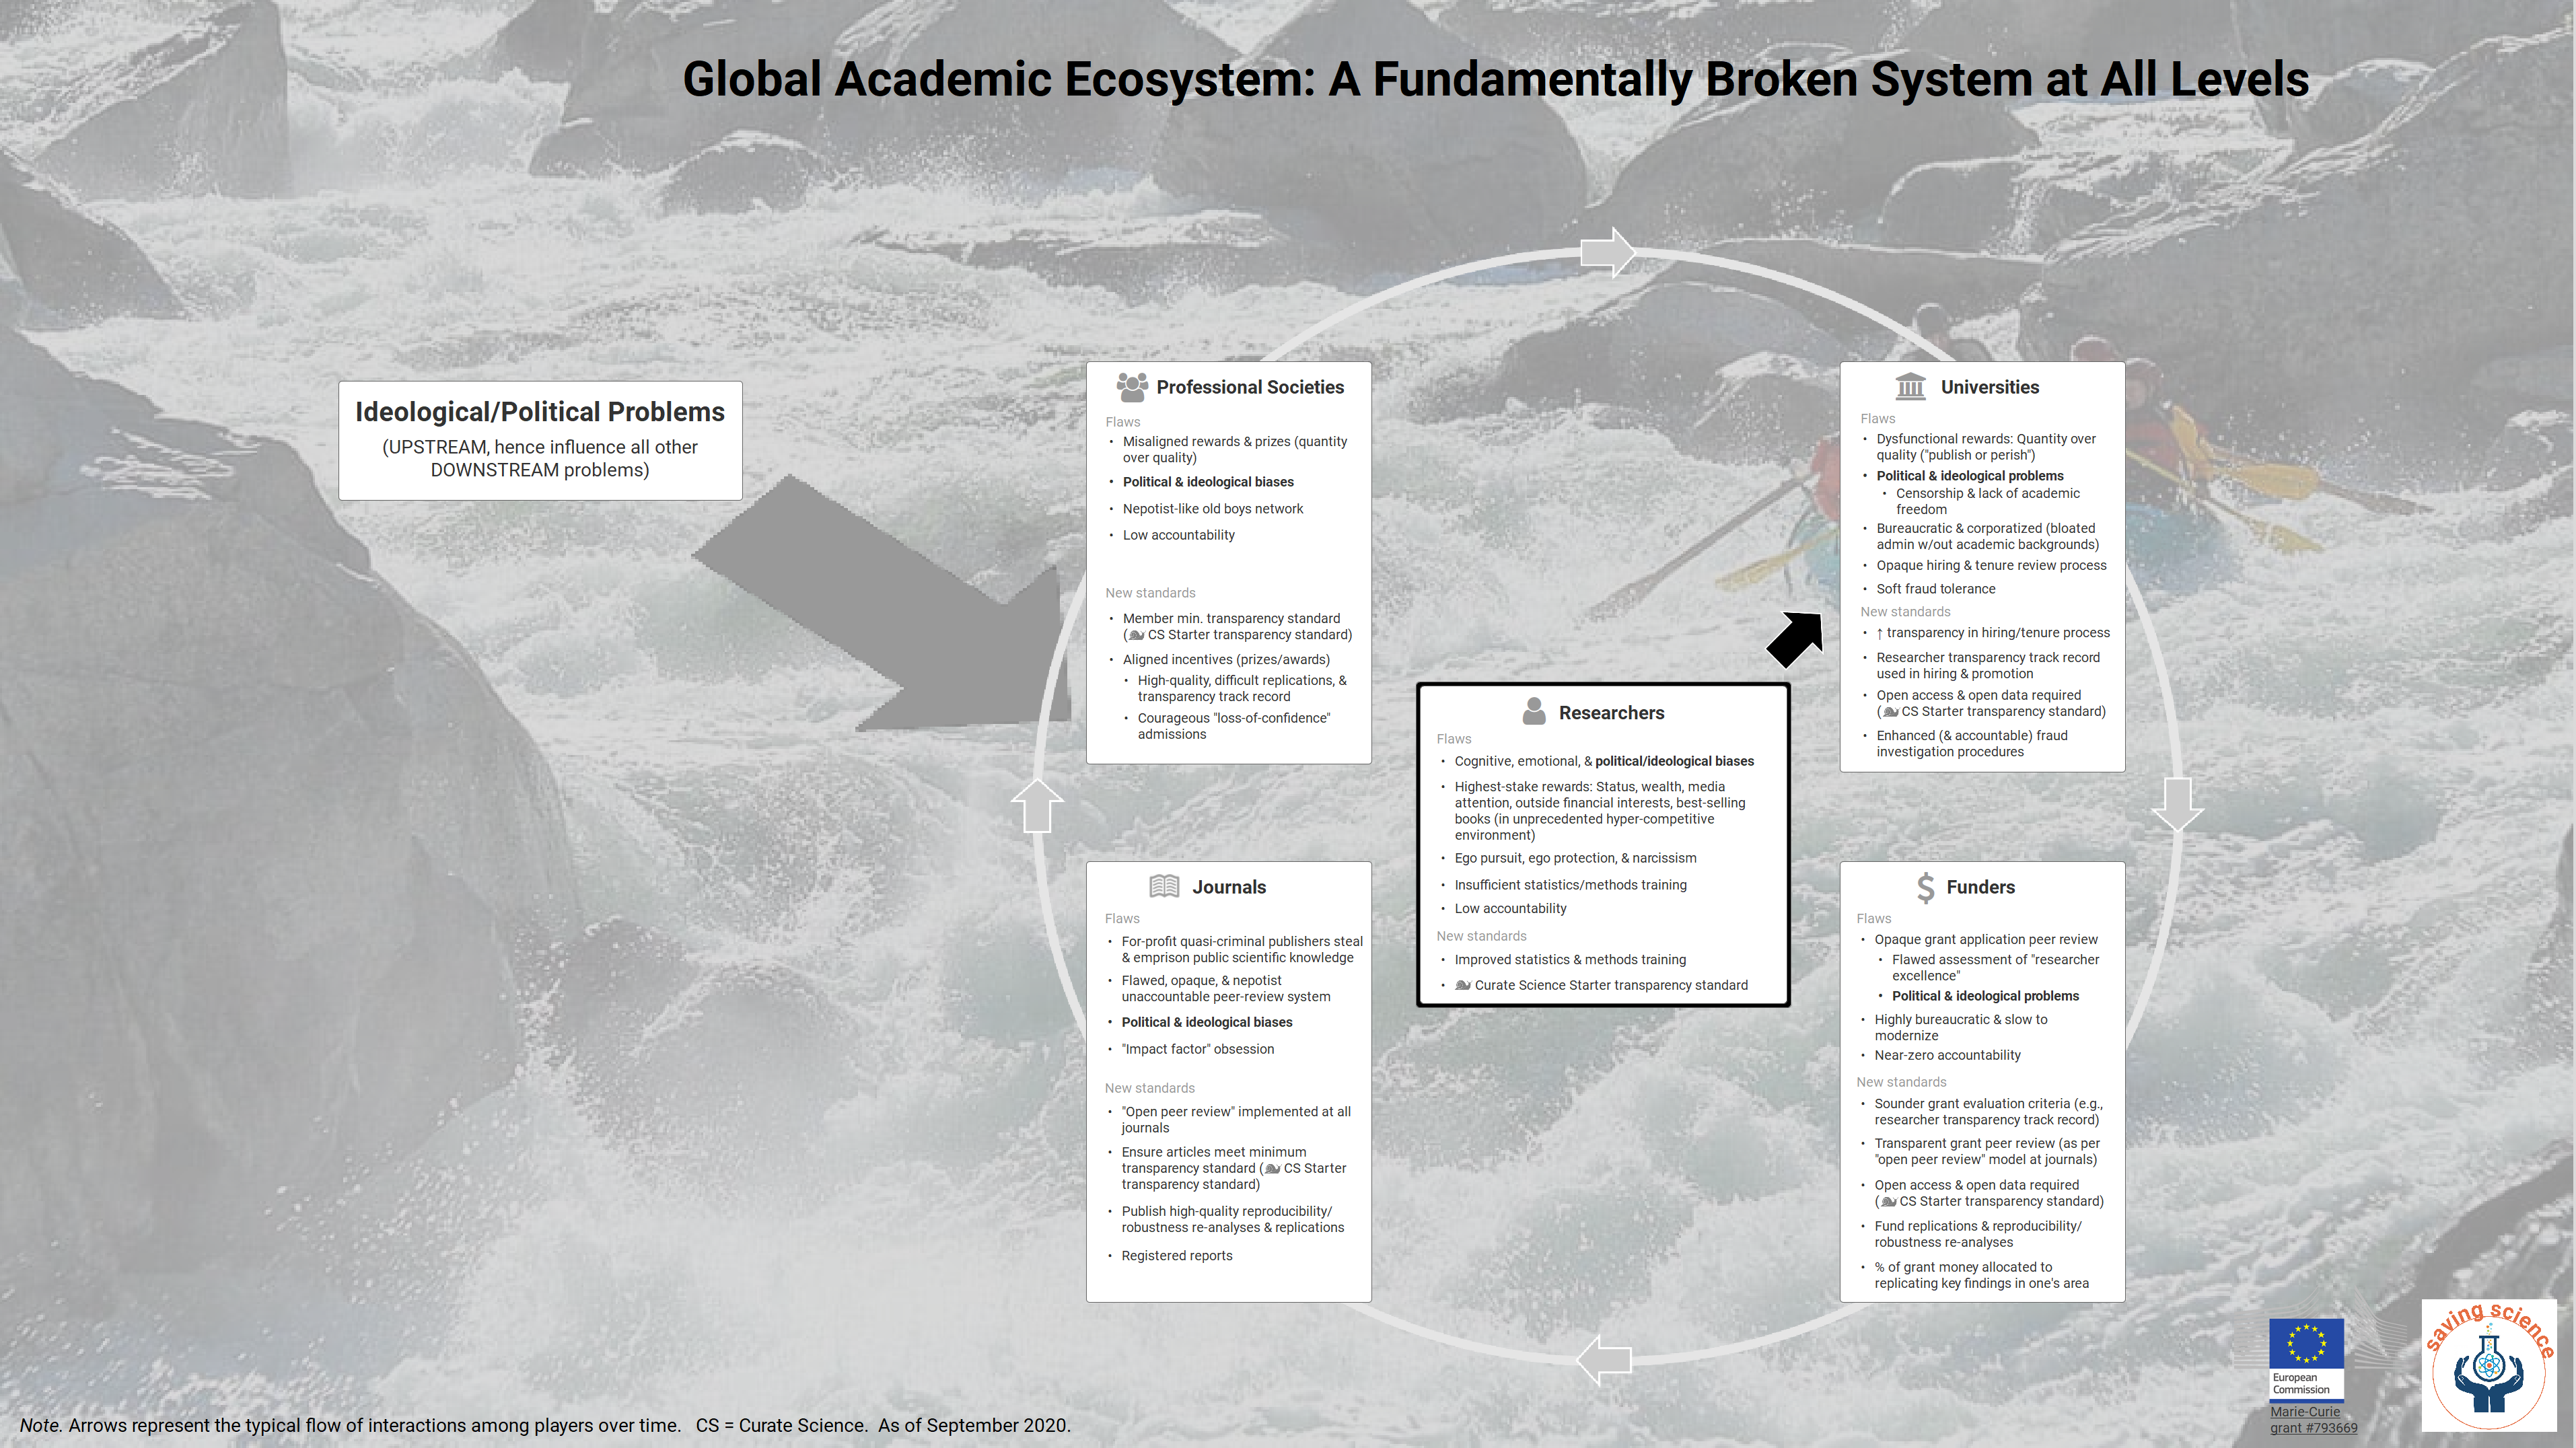 Global Academic Ecosystem: A Fundamentally Broken System at All Levels
Ideological/Political Problems
(UPSTREAM, hence influence all other
DOWNSTREAM problems)
Professional Societies
Flaws
• Misaligned rewards & prizes (quantity
over quality)
• Political & ideological biases
• Nepotist-like old boys network
• Low accountability
New standards
• Member min. transparency standard
( CS Starter transparency standard)
• Aligned incentives (prizes/awards)
• High-quality, difficult replications, &
transparency track record
• Courageous "loss-of-confidence"
admissions
Universities
Flaws
• Dysfunctional rewards: Quantity over
quality ("publish or perish")
• Political & ideological problems
• Censorship & lack of academic
freedom
• Bureaucratic & corporatized (bloated
admin w/out academic backgrounds)
• Opaque hiring & tenure review process
• Soft fraud tolerance
New standards
• ↑ transparency in hiring/tenure process
• Researcher transparency track record
used in hiring & promotion
• Open access & open data required
( CS Starter transparency standard)
• Enhanced (& accountable) fraud
investigation procedures
Researchers
Flaws
• Cognitive, emotional, & political/ideological biases
• Highest-stake rewards: Status, wealth, media
attention, outside financial interests, best-selling
books (in unprecedented hyper-competitive
environment)
• Ego pursuit, ego protection, & narcissism
• Insufficient statistics/methods training
• Low accountability
New standards
• Improved statistics & methods training
• Curate Science Starter transparency standard
Journals
Flaws
• For-profit quasi-criminal publishers steal
& emprison public scientific knowledge
• Flawed, opaque, & nepotist
unaccountable peer-review system
• Political & ideological biases
• "Impact factor" obsession
New standards
• "Open peer review" implemented at all
journals
• Ensure articles meet minimum
transparency standard ( CS Starter
transparency standard)
• Publish high-quality reproducibility/
robustness re-analyses & replications
• Registered reports
Funders
Flaws
• Opaque grant application peer review
• Flawed assessment of "researcher
excellence"
• Political & ideological problems
• Highly bureaucratic & slow to
modernize
• Near-zero accountability
New standards
• Sounder grant evaluation criteria (e.g.,
researcher transparency track record)
• Transparent grant peer review (as per
"open peer review" model at journals)
• Open access & open data required
( CS Starter transparency standard)
• Fund replications & reproducibility/
robustness re-analyses
• % of grant money allocated to
replicating key findings in one's area
Note. Arrows represent the typical flow of interactions among players over time. CS = Curate Science. As of September 2020.
European
Commission
Marie-Curie
grant #793669
saving science